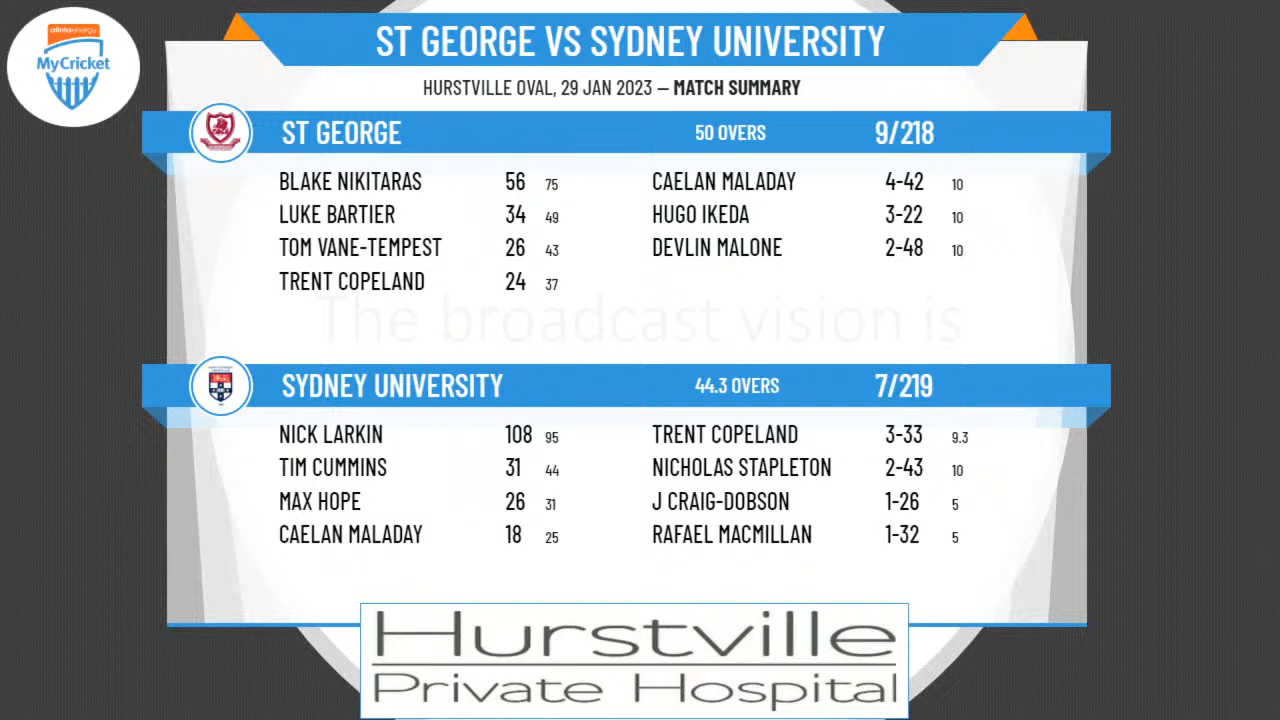 alintaenergy
MyCricket
ST GEORGE VS SYDNEY UNIVERSITY
HURSTVILLE OVAL, 29 JAN 2023 – MATCH SUMMARY
ST GEORGE 50 OVERS 9/218
BLAKE NIKITARAS 56 75 CAELAN MALADAY 4-42 10
LUKE BARTIER 34 49 HUGO IKEDA 3-22 10
TOM VANE-TEMPEST 26 43 DEVLIN MALONE 2-48 10
TRENT COPELAND 24 37
The broadcast vision is
SYDNEY UNIVERSITY 44.3 OVERS 7/219
NICK LARKIN 108 95 TRENT COPELAND 3-33 9.3
TIM CUMMINS 31 44 NICHOLAS STAPLETON 2-43 10
MAX HOPE 26 31 J CRAIG-DOBSON 1-26 5
CAELAN MALADAY 18 25 RAFAEL MACMILLAN 1-32 5
Hurstville
Private Hospital